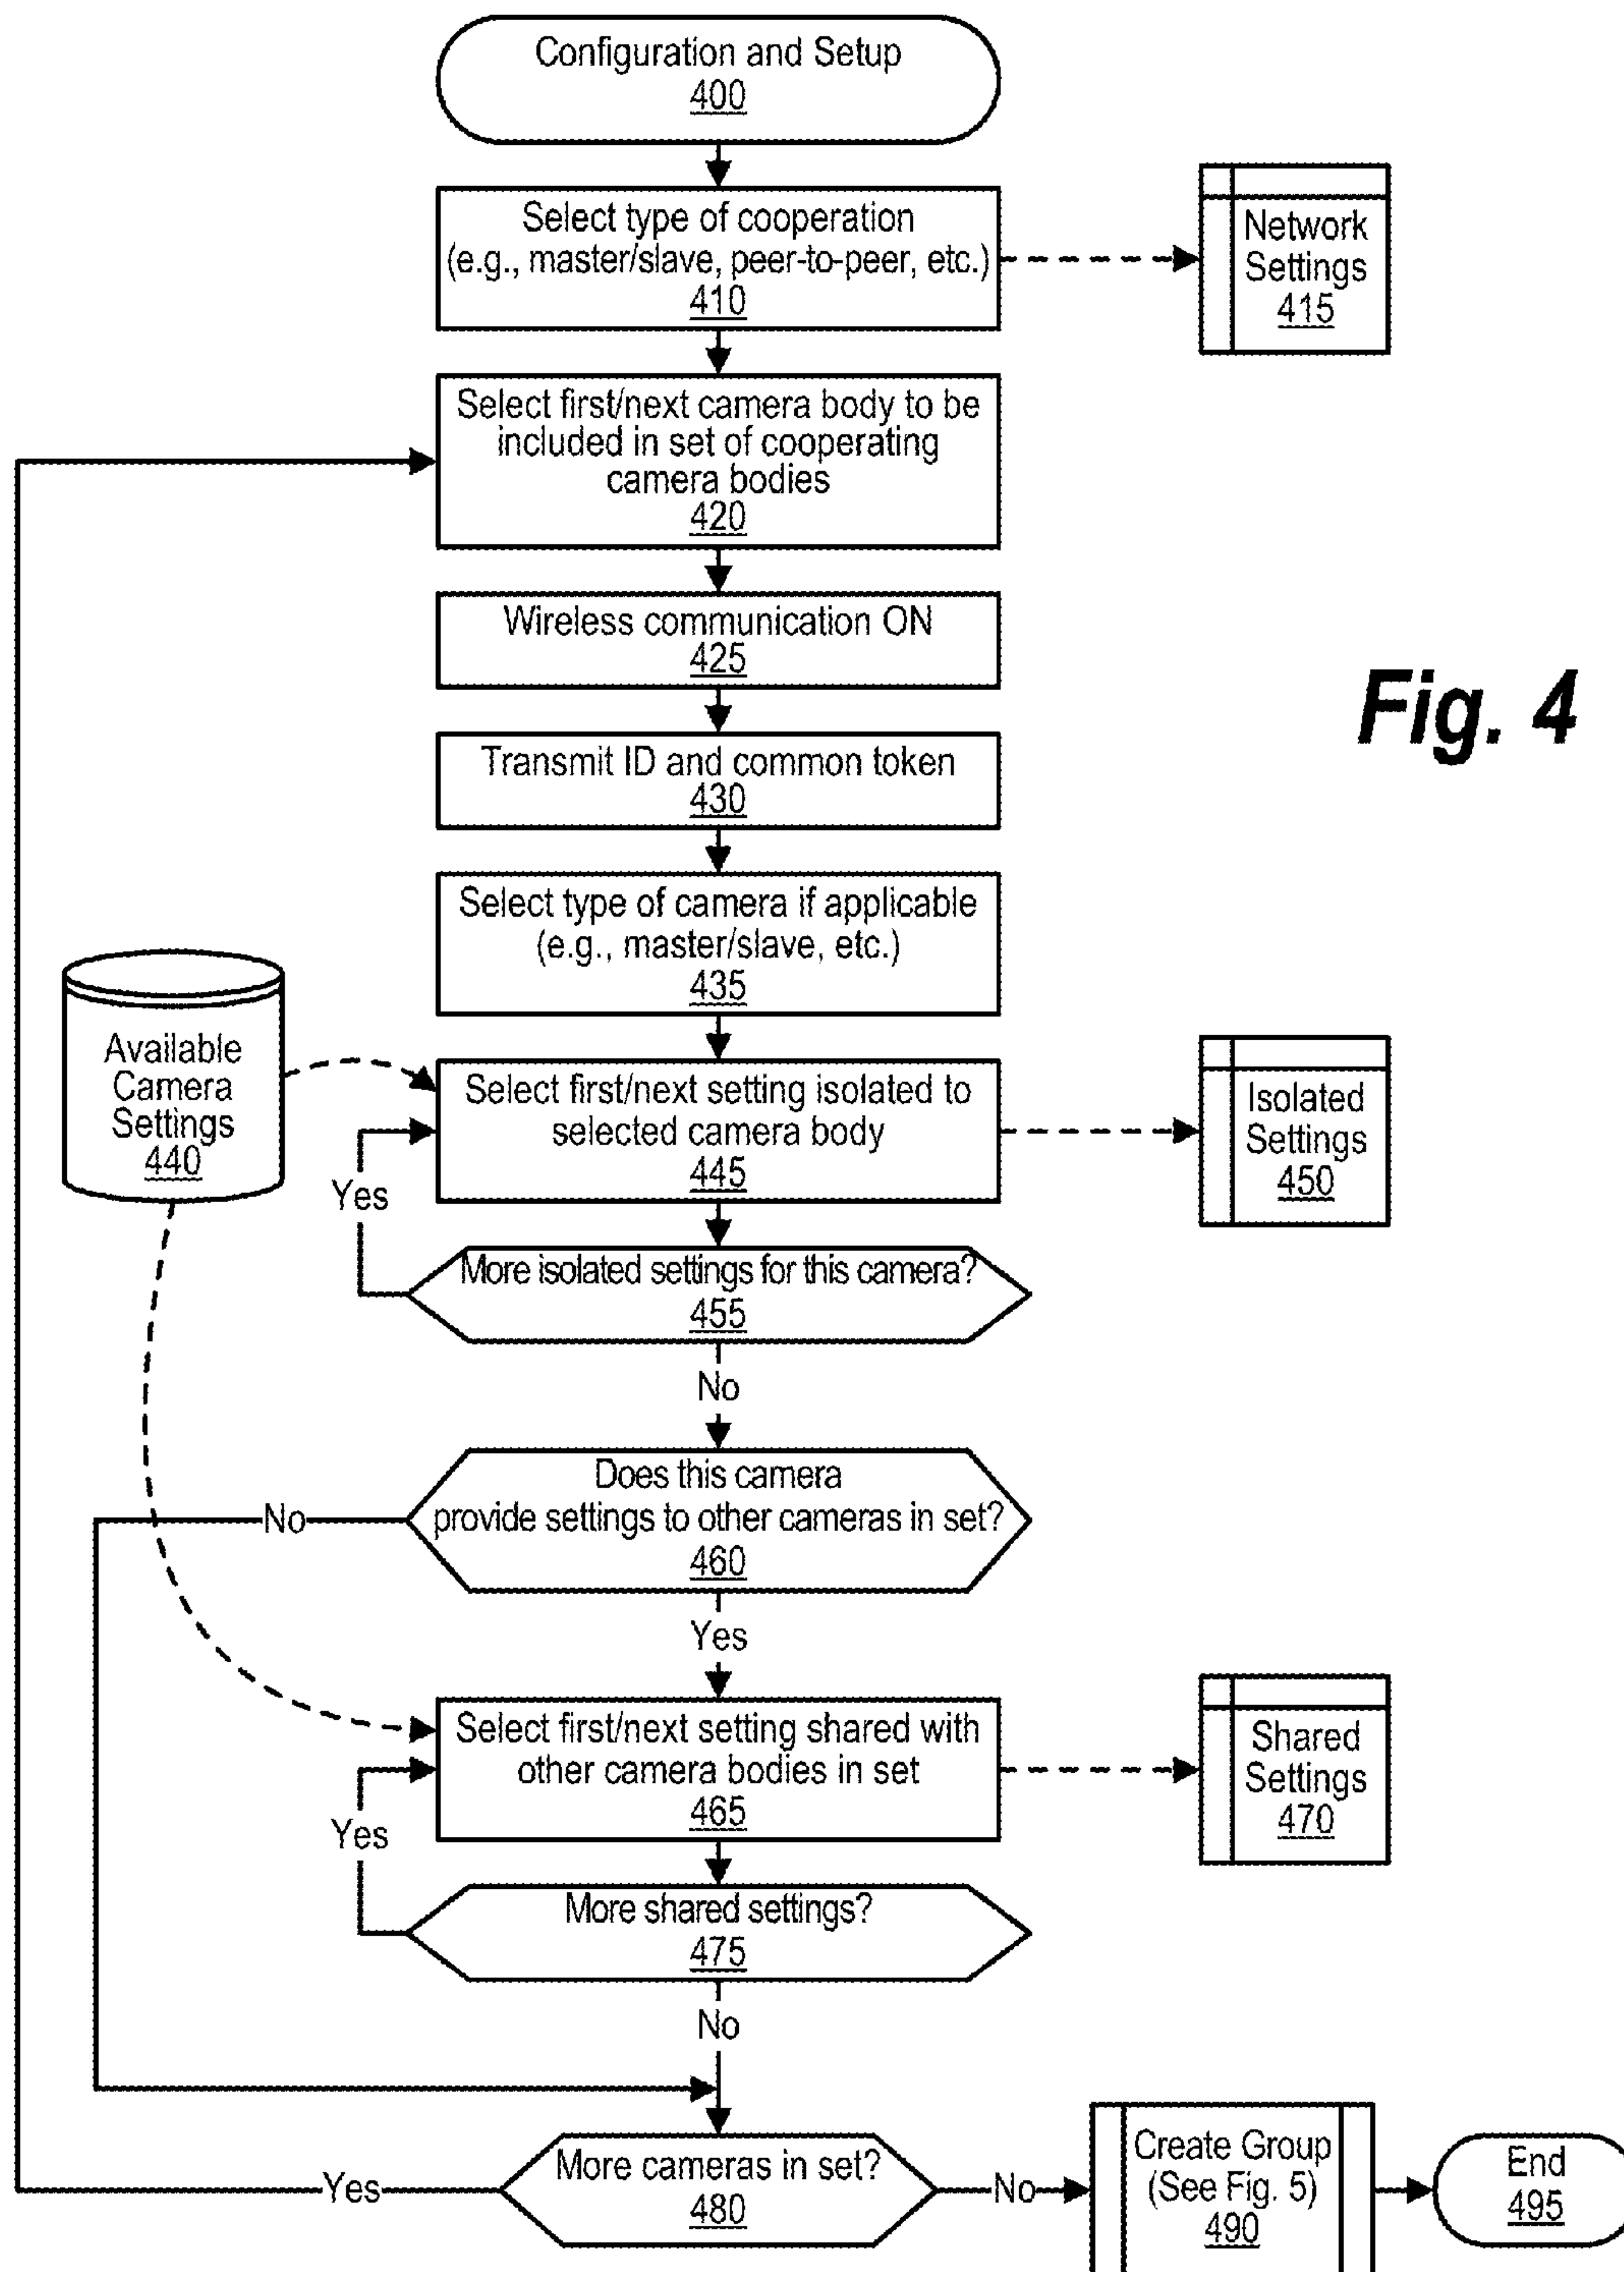 Configuration and Setup
400
Select type of cooperation
(e.g., master/slave, peer-to-peer, etc.)
410
Network
Settings
415
Select first/next camera body to be
included in set of cooperating
camera bodies
420
Wireless communication ON
425
Fig. 4
Transmit ID and common token
430
Select type of camera if applicable
(e.g., master/slave, etc.)
435
Available
Camera
Settings
440
Select first/next setting isolated to
selected camera body
445
Isolated
Settings
450
Yes
More isolated settings for this camera?
455
No
Does this camera
provide settings to other cameras in set?
460
No
Yes
Select first/next setting shared with
other camera bodies in set
465
Shared
Settings
470
Yes
More shared settings?
475
No
More cameras in set?
480
Yes
No
Create Group
(See Fig. 5)
490
End
495